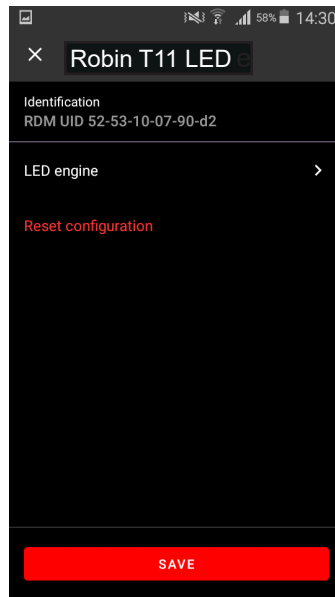 58% 14:30
Robin T11 LED e
Identification
RDM UID 52-53-10-07-90-d2
LED engine
Reset configuration
SAVE